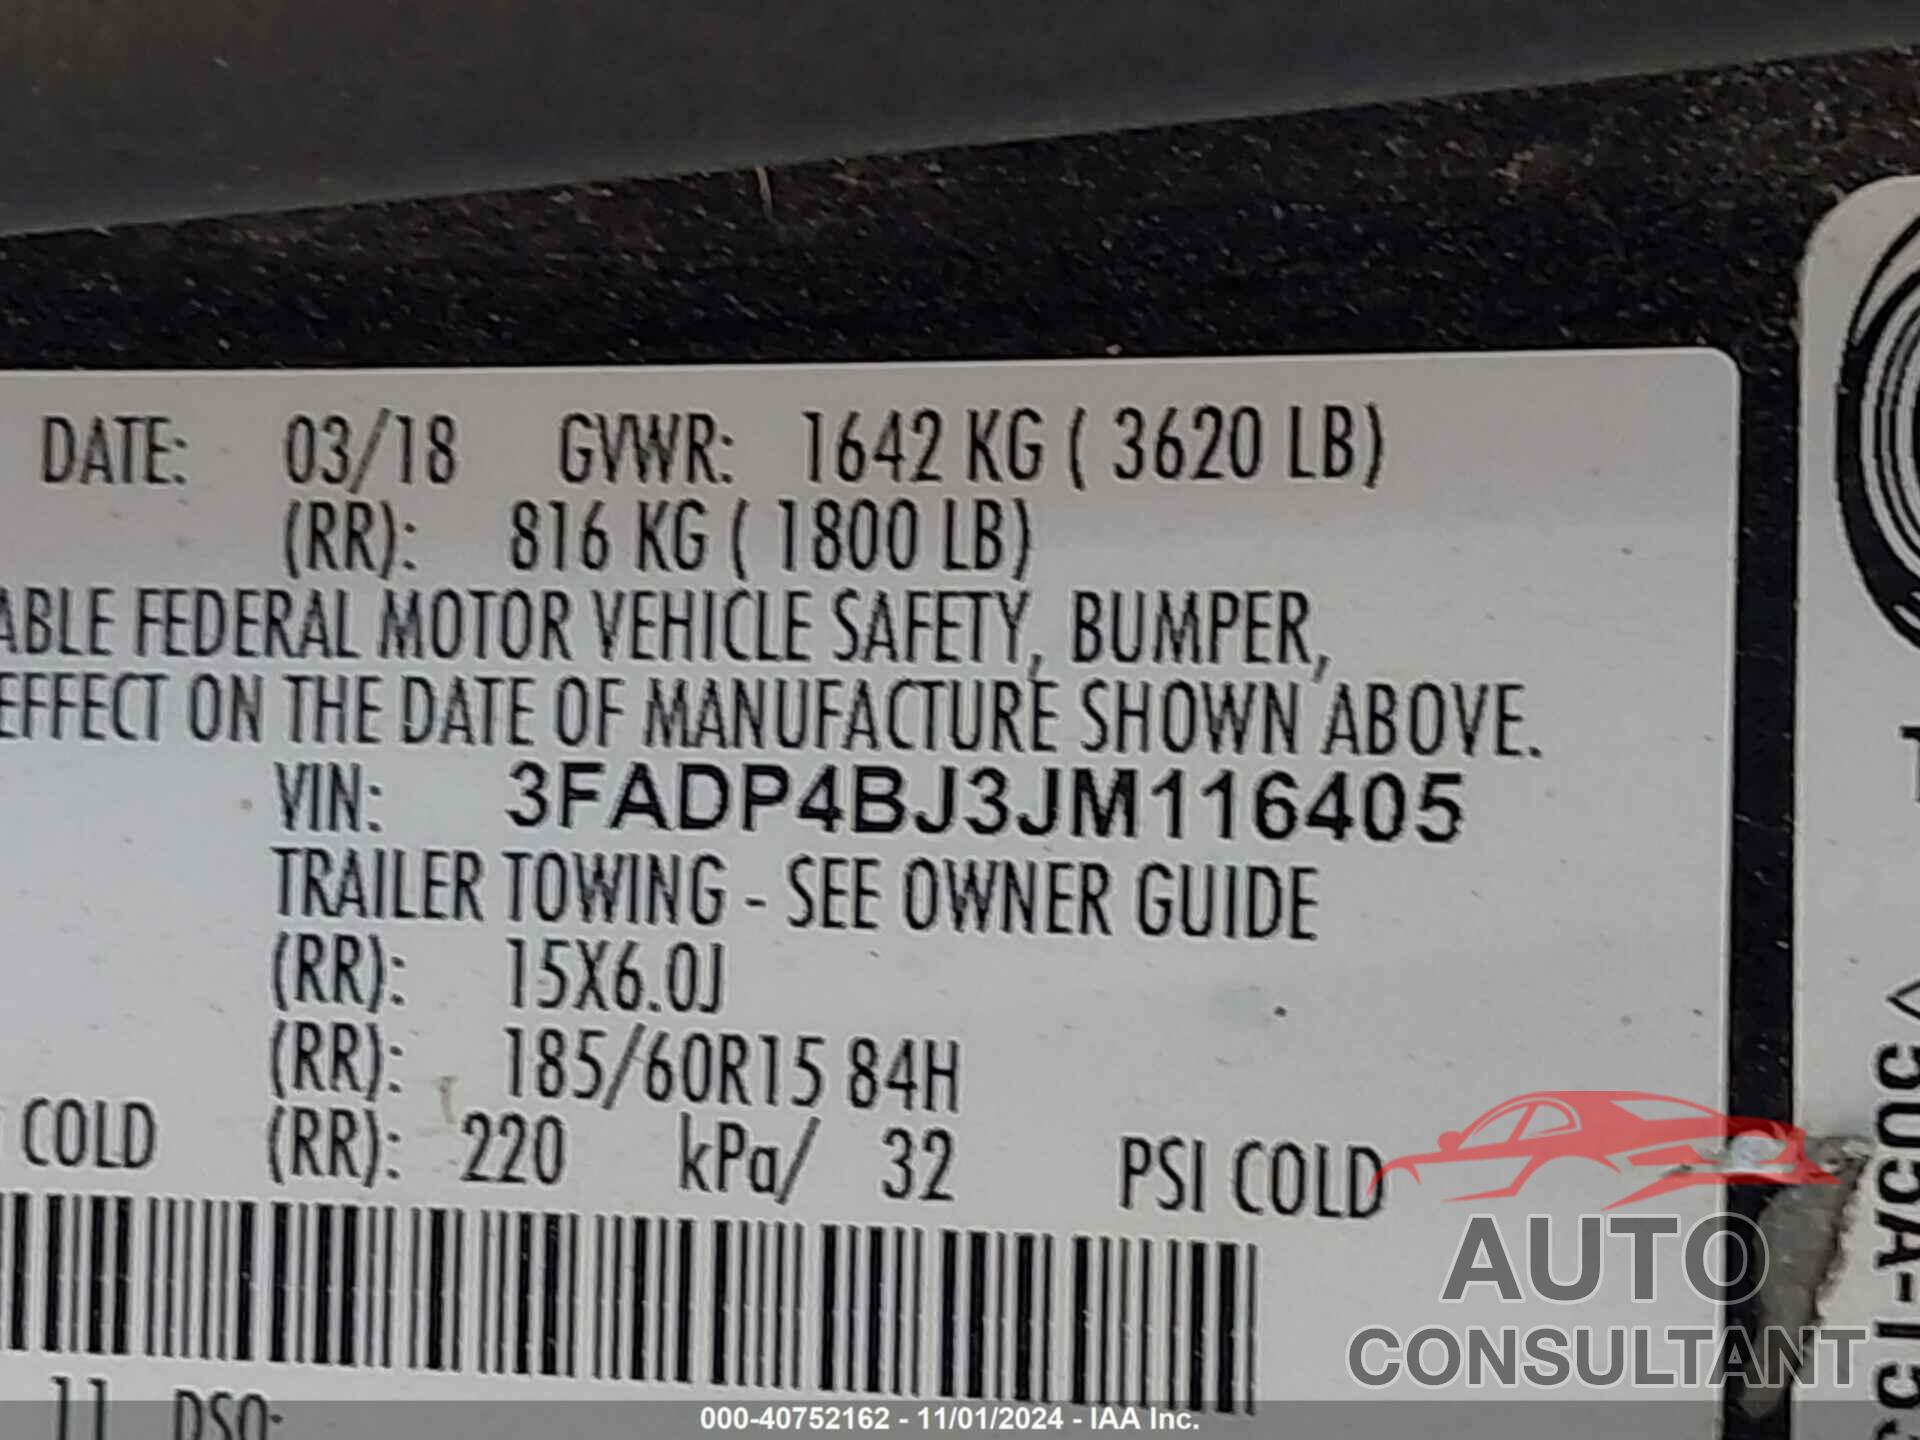 DATE: 03/18 GVWR: 1642 KG ( 3620 LB)
(RR): 816 KG ( 1800 LB)
ABLE FEDERAL MOTOR VEHICLE SAFETY, BUMPER,
EFFECT ON THE DATE OF MANUFACTURE SHOWN ABOVE.
VIN: 3FADP4BJ3JM116405
TRAILER TOWING - SEE OWNER GUIDE
(RR): 15X6.0J
(RR): 185/60R15 84H
COLD (RR): 220 kPa/ 32 PSI COLD
11 DSO:
AUTO
CONSULTANT
000-40752162 - 11/01/2024 - IAA Inc.